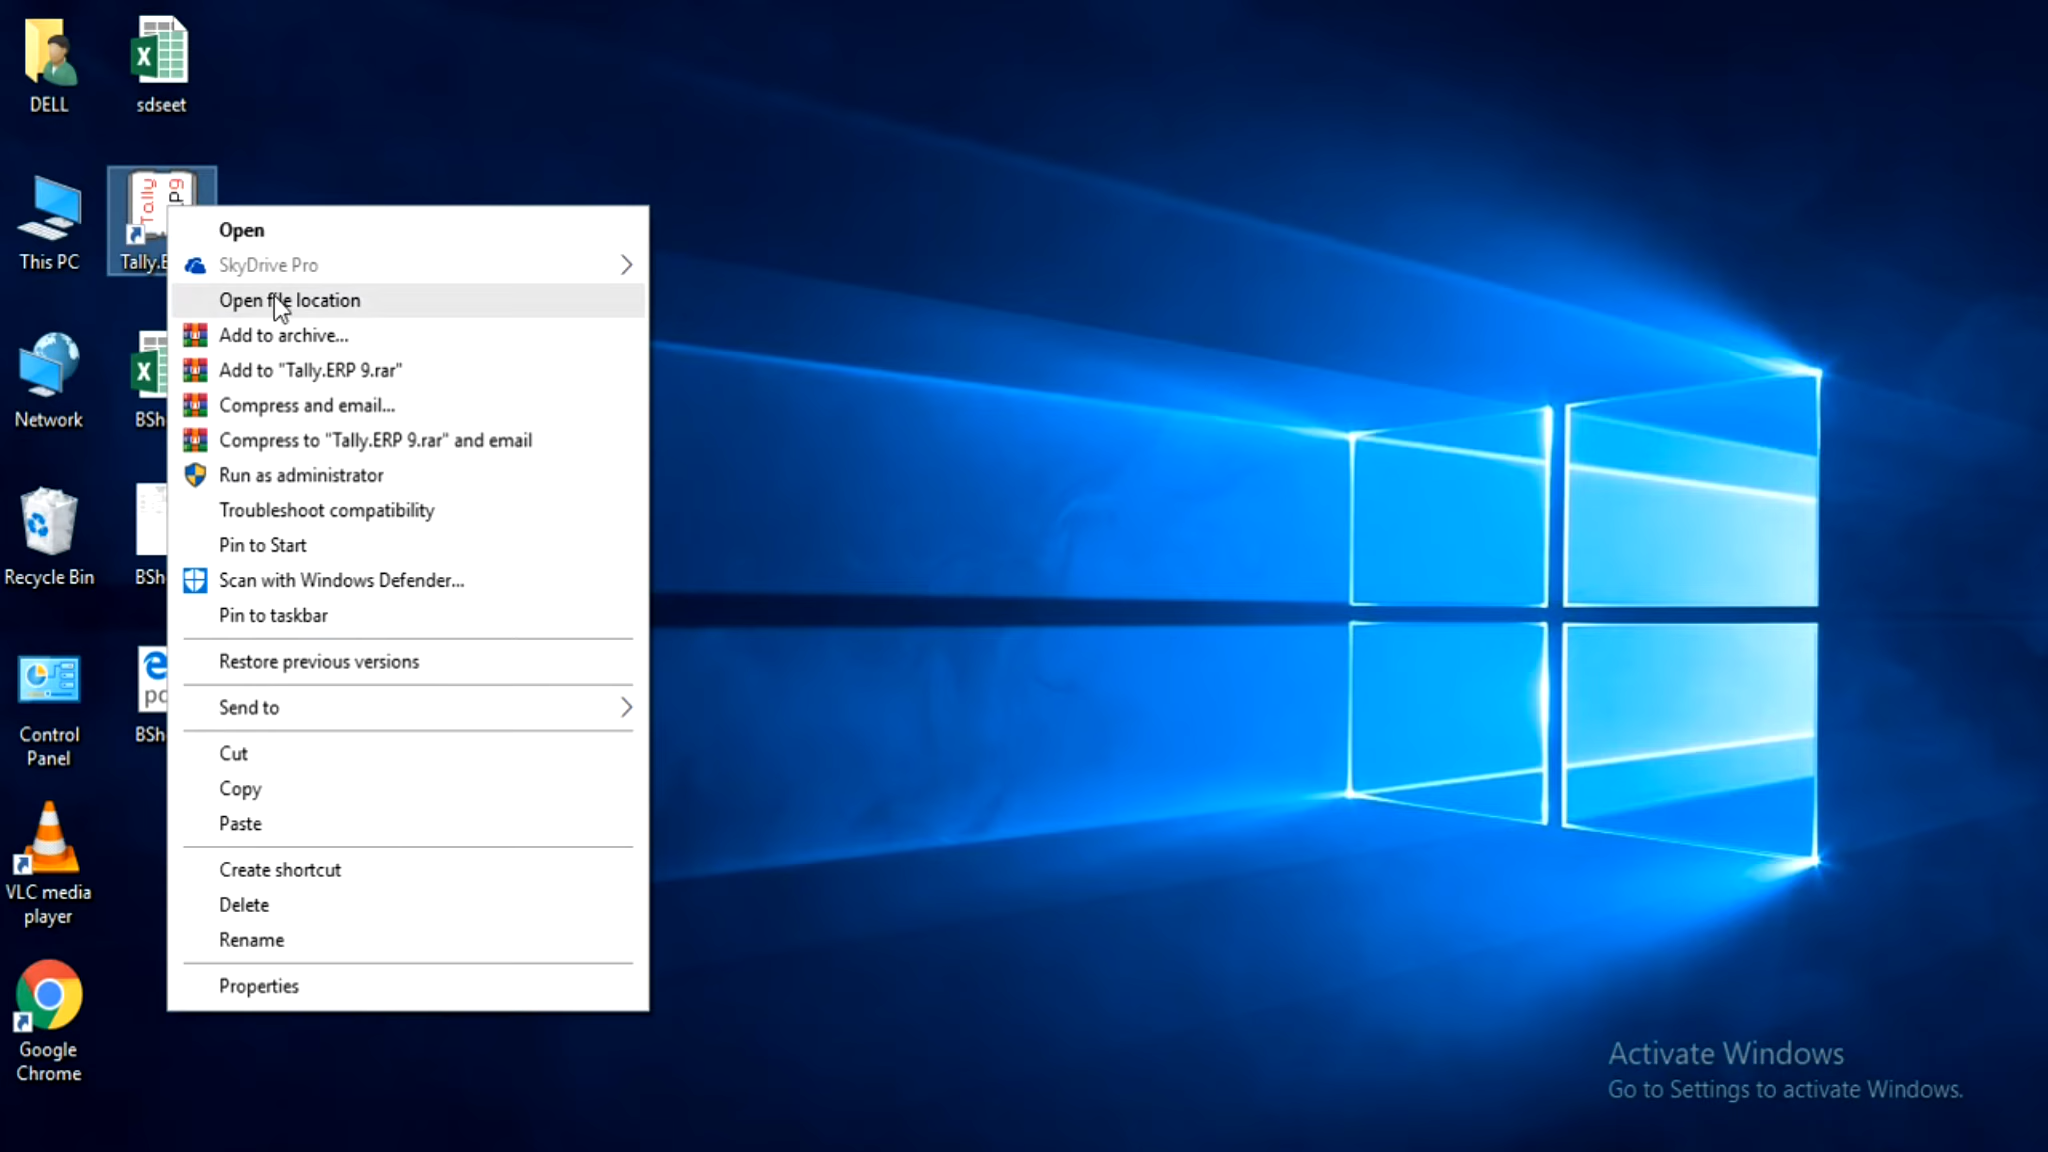 DELL
sdseet
This PC
Tally
Network
Recycle Bin
Control
Panel
VLC media
player
Google
Chrome
Open
SkyDrive Pro
Open file location
Add to archive...
Add to "Tally.ERP 9.rar"
Compress and email...
Compress to "Tally.ERP 9.rar" and email
Run as administrator
Troubleshoot compatibility
Pin to Start
Scan with Windows Defender...
Pin to taskbar
Restore previous versions
Send to
Cut
Copy
Paste
Create shortcut
Delete
Rename
Properties
Activate Windows
Go to Settings to activate Windows.